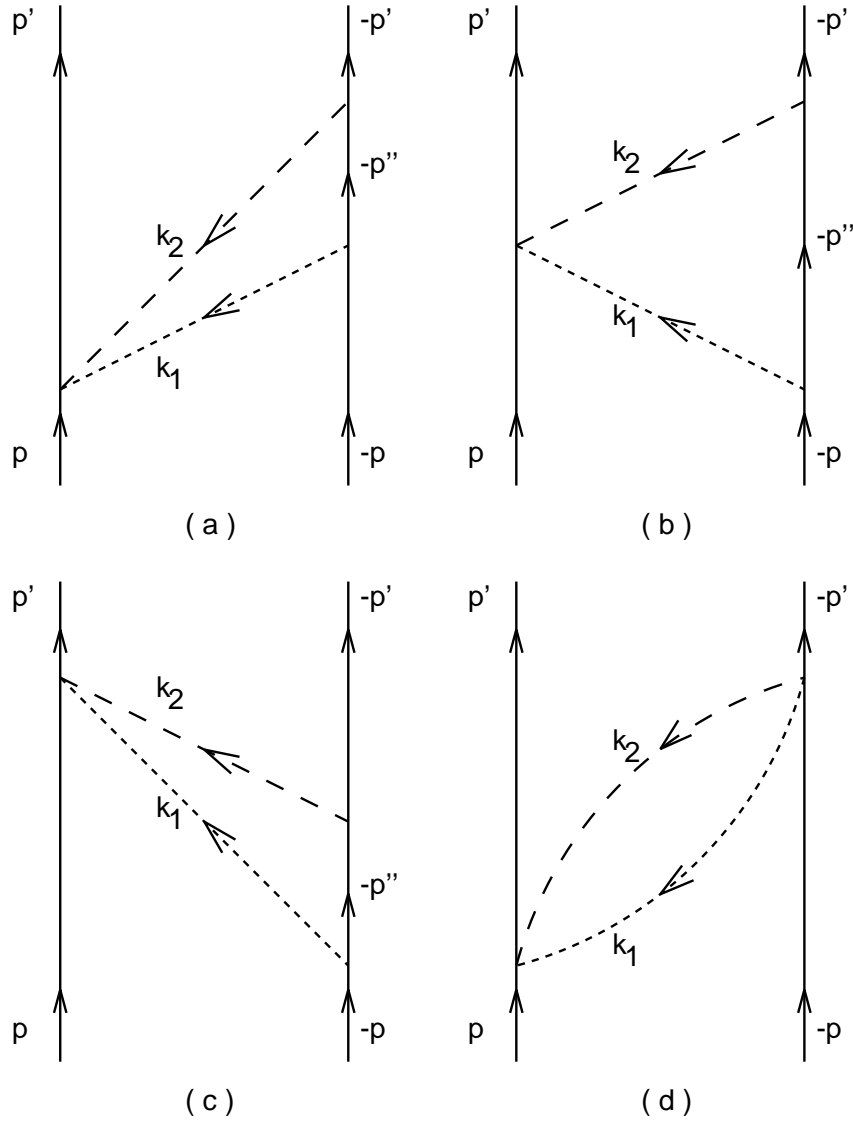 p’ -p’ p’ -p’
-p’’
k2 k2
-p’’
k1 k1
p -p p -p
( a ) ( b )
p’ -p’ p’ -p’
k2 k2
k1
-p’’
k1
p -p p -p
( c ) ( d )